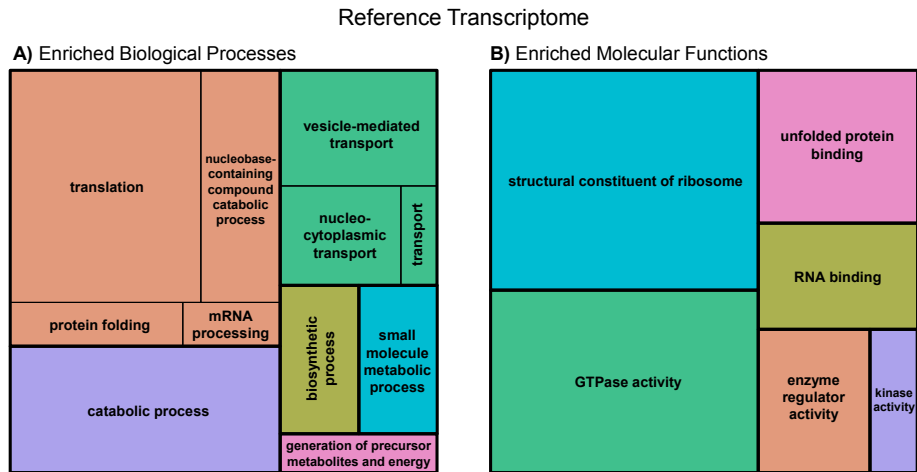 Reference Transcriptome
A) Enriched Biological Processes
translation
nucleobase-
containing
compound
catabolic
process
protein folding
mRNA
processing
catabolic process
vesicle-mediated
transport
nucleo-
cytoplasmic
transport
transport
biosynthetic
process
small
molecule
metabolic
process
generation of precursor
metabolites and energy
B) Enriched Molecular Functions
structural constituent of ribosome
GTPase activity
unfolded protein
binding
RNA binding
enzyme
regulator
activity
kinase
activity